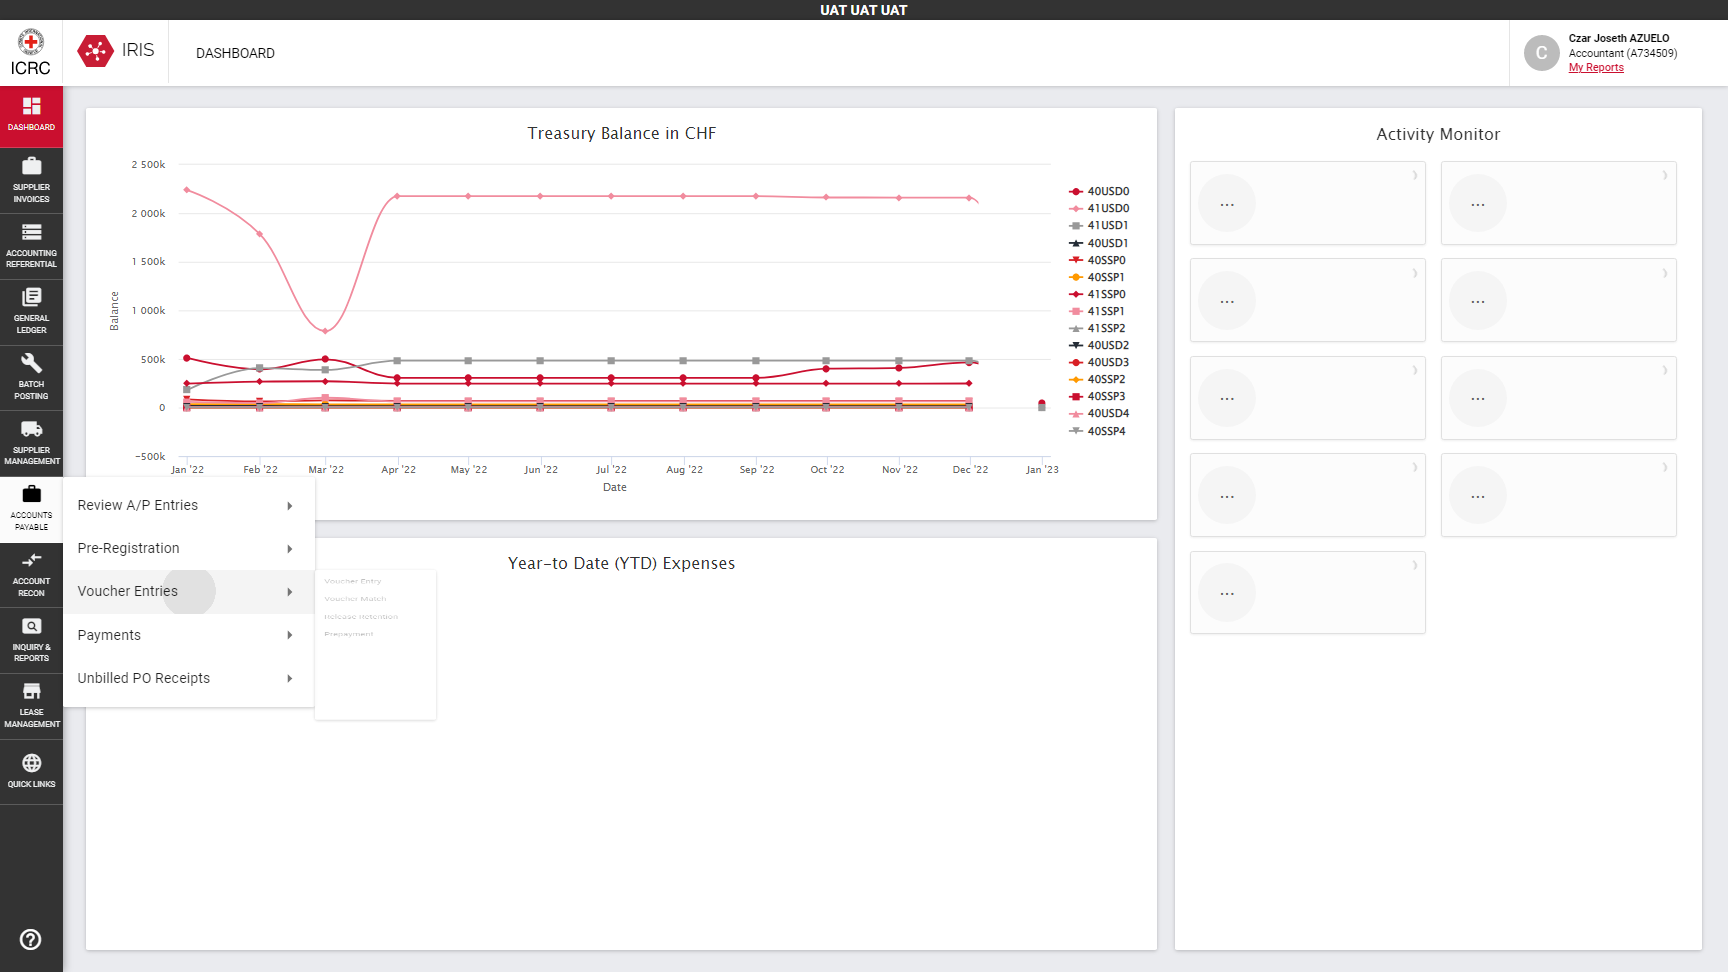 UAT UAT UAT
ICRC
IRIS
DASHBOARD
C
Czar Joseth AZUELO
Accountant (A734509)
My Reports
DASHBOARD
SUPPLIER
INVOICES
ACCOUNTING
REFERENTIAL
GENERAL
LEDGER
BATCH
POSTING
SUPPLIER
MANAGEMENT
ACCOUNTS
PAYABLE
ACCOUNT
RECON
INQUIRY &
REPORTS
LEASE
MANAGEMENT
QUICK LINKS
Treasury Balance in CHF
Balance
2 500k
2 000k
1 500k
1 000k
500k
0
-500k
Jan '22
Feb '22
Mar '22
Apr '22
May '22
Jun '22
Jul '22
Aug '22
Sep '22
Oct '22
Nov '22
Dec '22
Jan '23
Date
40USD0
41USD0
41USD1
40USD1
40SSP0
40SSP1
41SSP0
41SSP1
41SSP2
40USD2
40USD3
40SSP2
40SSP3
40USD4
40SSP4
Review A/P Entries
Pre-Registration
Voucher Entries
Payments
Unbilled PO Receipts
Voucher Entry
Voucher Match
Release Retention
Prepayment
Year-to Date (YTD) Expenses
Activity Monitor
...
...
...
...
...
...
...
...
...